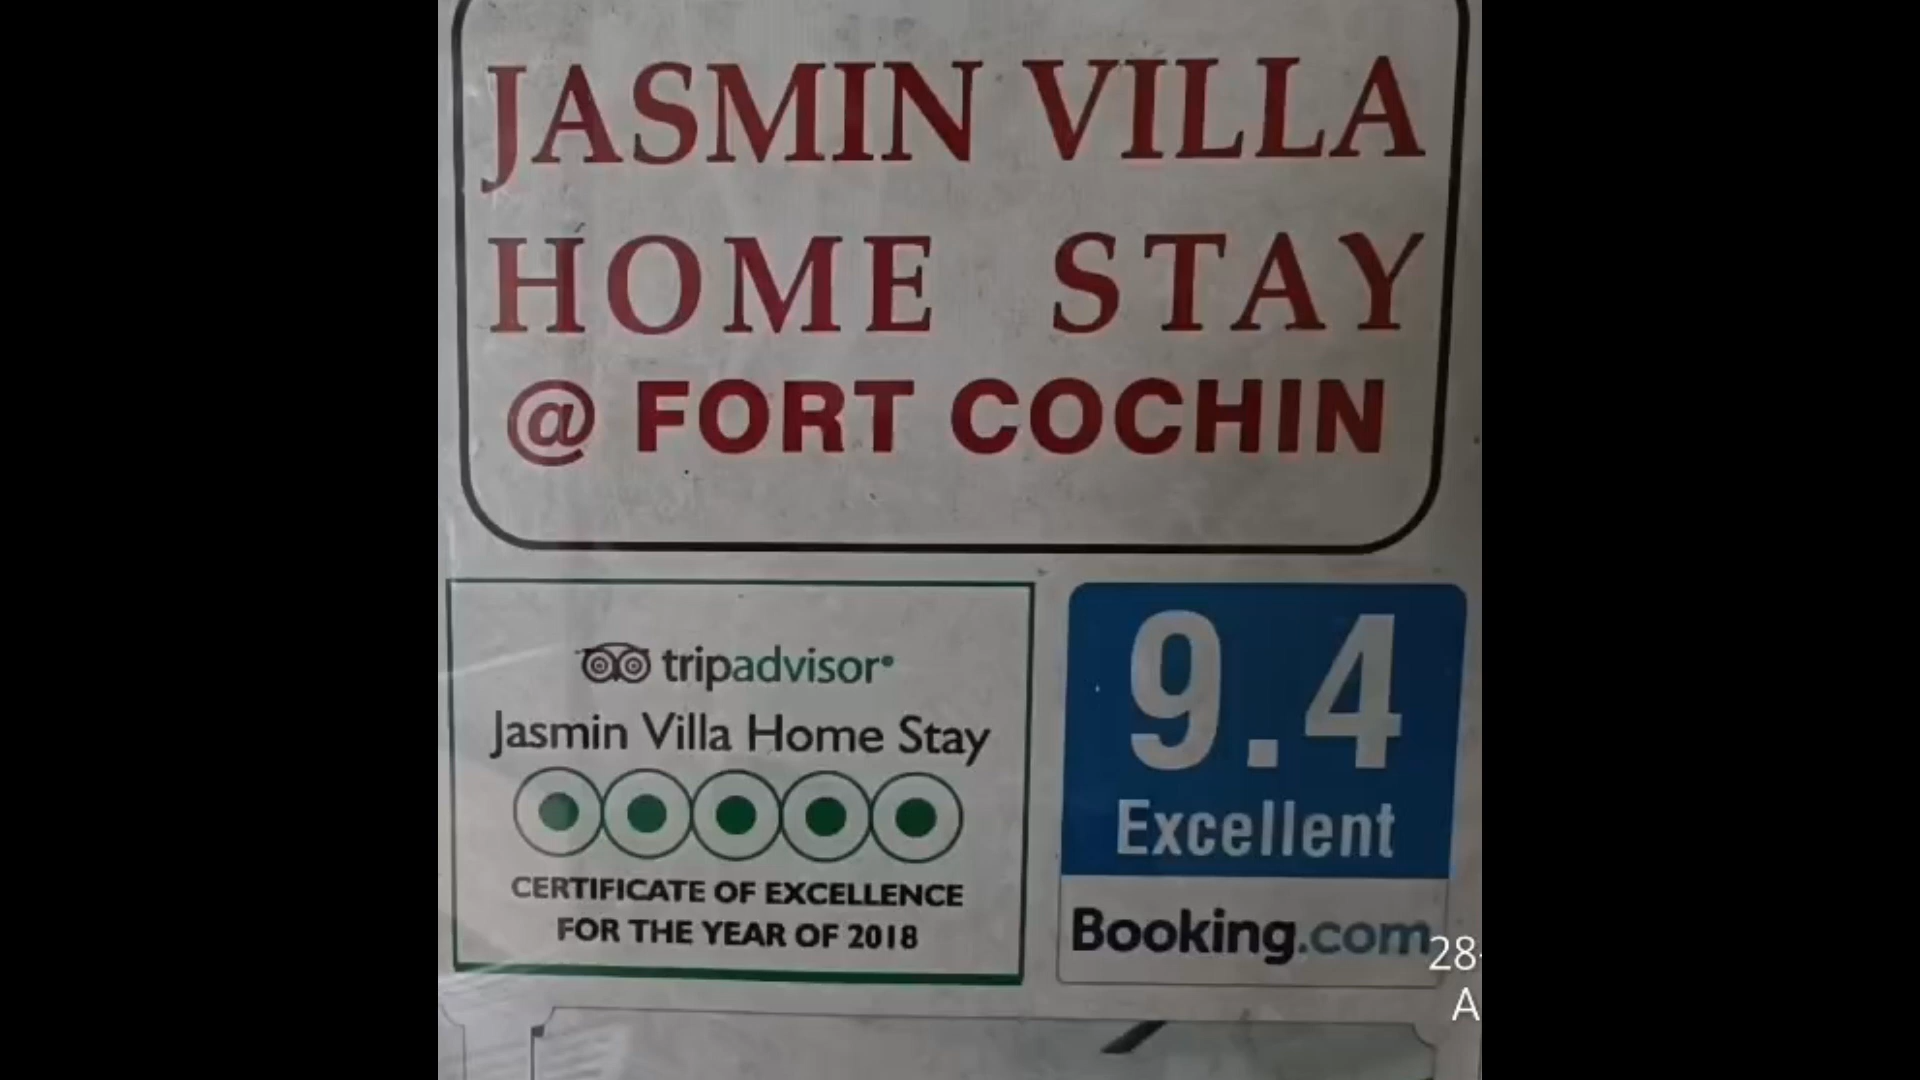 JASMIN VILLA
HOME STAY
@ FORT COCHIN
tripadvisor
Jasmin Villa Home Stay
CERTIFICATE OF EXCELLENCE
FOR THE YEAR OF 2018
9.4
Excellent
Booking.com
28-
A